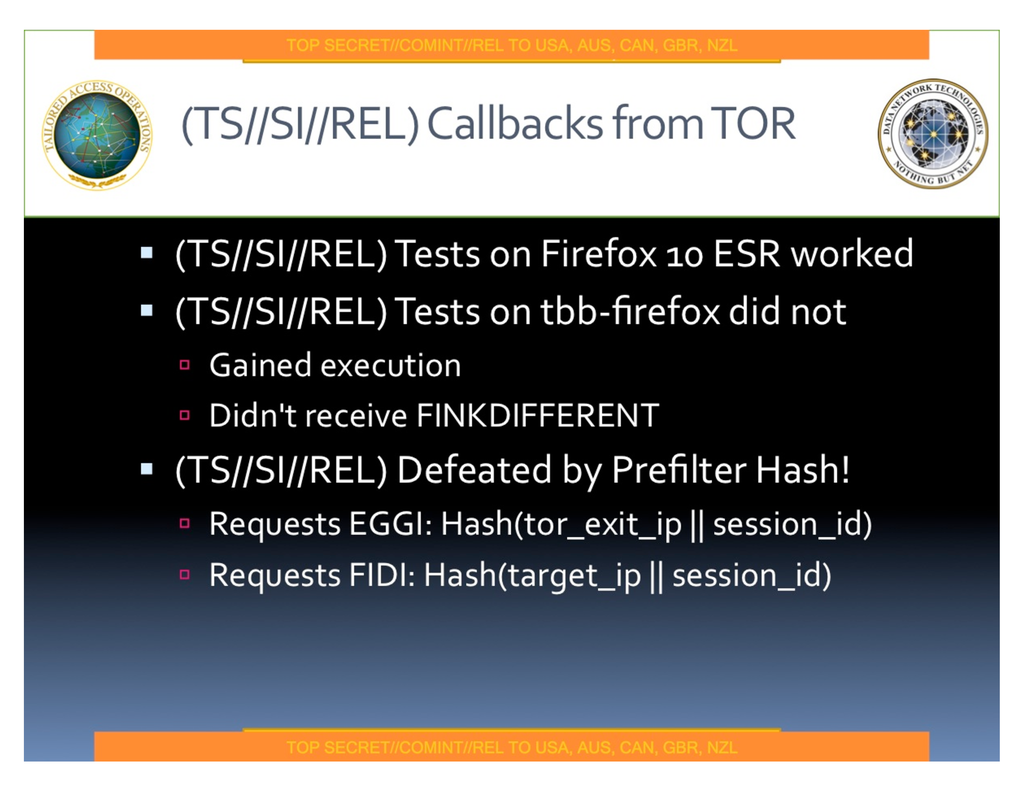 TOP SECRET//COMINT//REL TO USA, AUS, CAN, GBR, NZL
TAILORED ACCESS OPERATIONS
(TS//SI//REL) Callbacks from TOR
DATA NETWORK TECHNOLOGIES
NOTHING BUT NET
(TS//SI//REL) Tests on Firefox 10 ESR worked
(TS//SI//REL) Tests on tbb-firefox did not
Gained execution
Didn't receive FINKDIFFERENT
(TS//SI//REL) Defeated by Prefilter Hash!
Requests EGGI: Hash(tor_exit_ip || session_id)
Requests FIDI: Hash(target_ip || session_id)
TOP SECRET//COMINT//REL TO USA, AUS, CAN, GBR, NZL